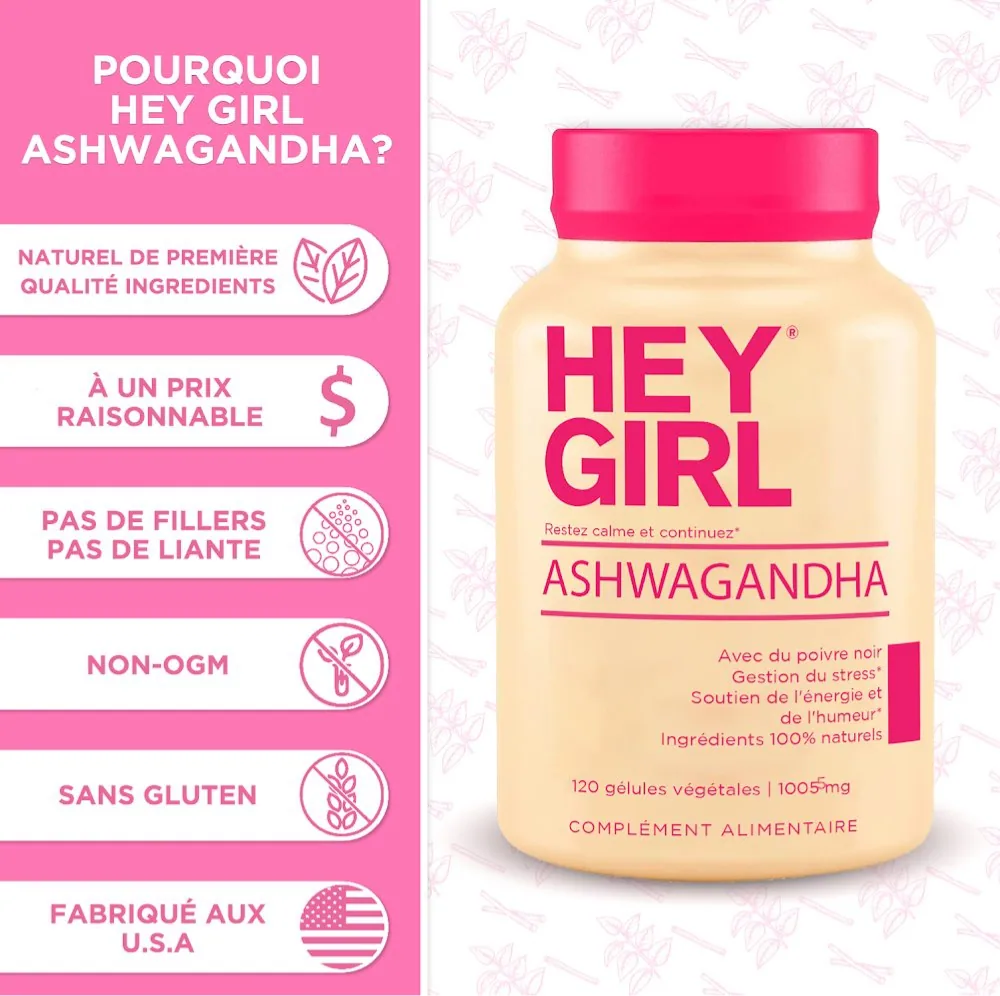 POURQUOI
HEY GIRL
ASHWAGANDHA?
NATUREL DE PREMIÈRE
QUALITÉ INGREDIENTS
À UN PRIX
RAISONNABLE
$
PAS DE FILLERS
PAS DE LIANTE
NON-OGM
SANS GLUTEN
FABRIQUÉ AUX
U.S.A
HEY®
GIRL
Restez calme et continuez*
ASHWAGANDHA
Avec du poivre noir
Gestion du stress*
Soutien de l'énergie et
de l'humeur*
Ingrédients 100% naturels
120 gélules végétales |
COMPLÉMENT ALIMENTAIRE